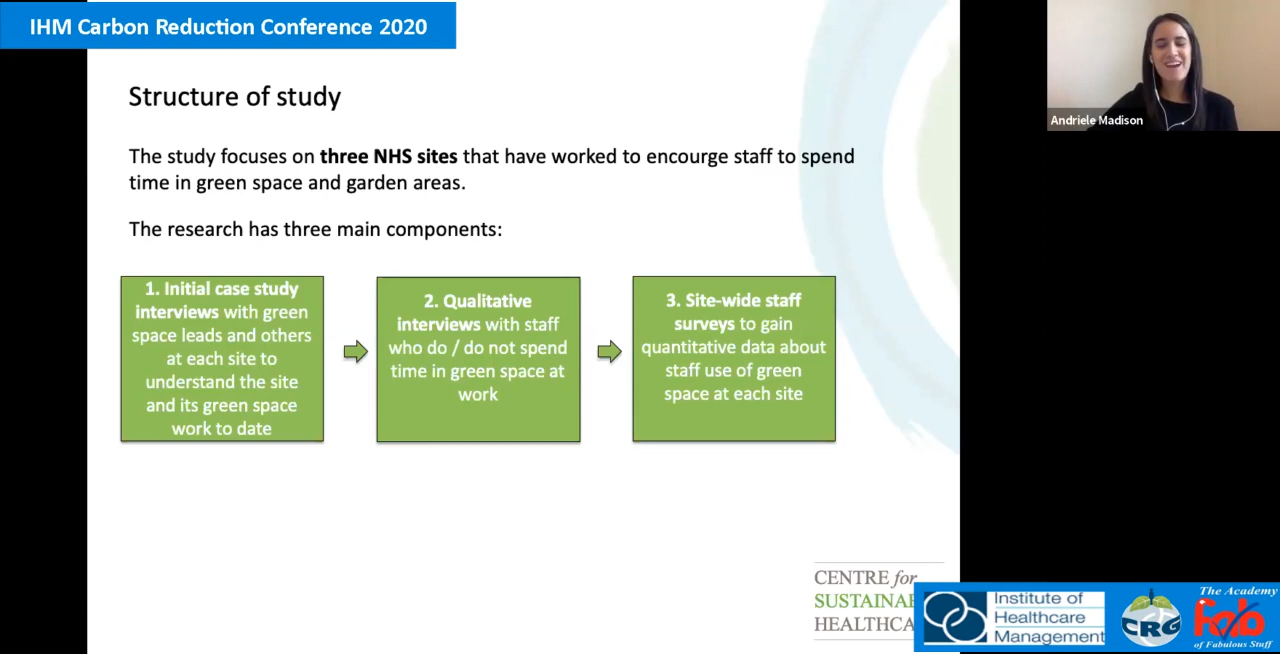 IHM Carbon Reduction Conference 2020
Andriele Madison
Structure of study
The study focuses on three NHS sites that have worked to encourge staff to spend
time in green space and garden areas.
The research has three main components:
1. Initial case study
interviews with green
space leads and others
at each site to
understand the site
and its green space
work to date
2. Qualitative
interviews with staff
who do / do not spend
time in green space at
work
3. Site-wide staff
surveys to gain
quantitative data about
staff use of green
space at each site
CENTRE for
SUSTAINAB
HEALTHCA
Institute of
Healthcare
Management
CRG
The Academy
Fab
of Fabulous Stuff